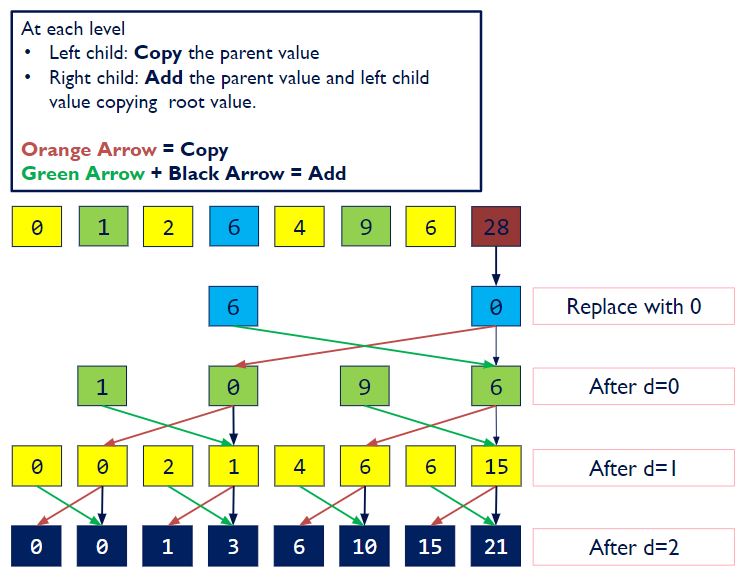 At each level
• Left child: Copy the parent value
• Right child: Add the parent value and left child
value copying root value.
Orange Arrow = Copy
Green Arrow + Black Arrow = Add
0 1 2 6 4 9 6 28
6 0 Replace with 0
1 0 9 6 After d=0
0 0 2 1 4 6 6 15 After d=1
0 0 1 3 6 10 15 21 After d=2